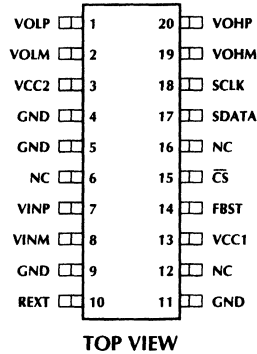 VOLP 1 20 VOHP
VOLM 2 19 VOHM
VCC2 3 18 SCLK
GND 4 17 SDATA
GND 5 16 NC
NC 6 15 C̅S̅
VINP 7 14 FBST
VINM 8 13 VCC1
GND 9 12 NC
REXT 10 11 GND
TOP VIEW